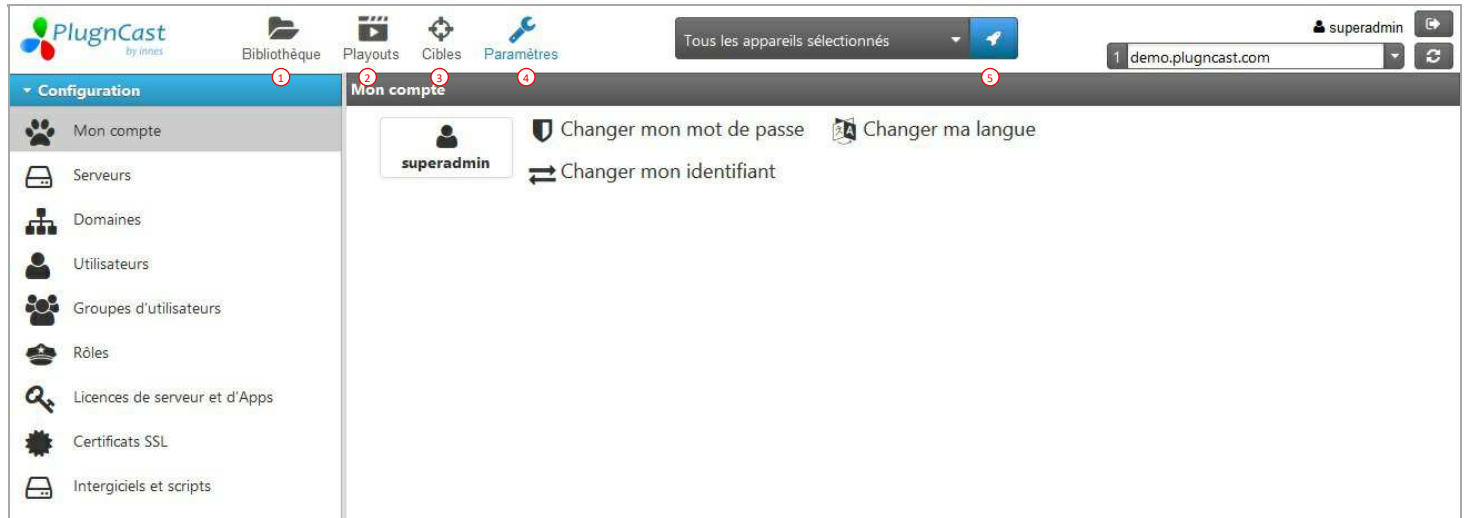 PlugnCast
by innes
Bibliothèque
Playouts
Cibles
Paramètres
Tous les appareils sélectionnés
superadmin
1 demo.plugncast.com
1
2
3
4
5
Configuration
Mon compte
Mon compte
Serveurs
Domaines
Utilisateurs
Groupes d'utilisateurs
Rôles
Licences de serveur et d'Apps
Certificats SSL
Intergiciels et scripts
superadmin
Changer mon mot de passe
A Changer ma langue
Changer mon identifiant